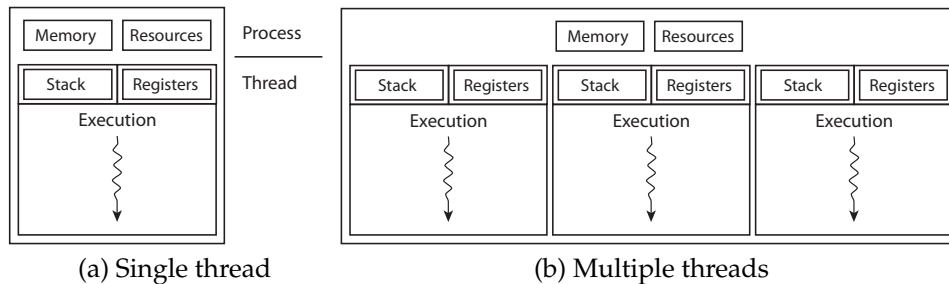 Memory Resources
Process
Memory Resources
Thread
Stack Registers
Execution
Stack Registers Stack Registers Stack Registers
Execution Execution Execution
(a) Single thread
(b) Multiple threads